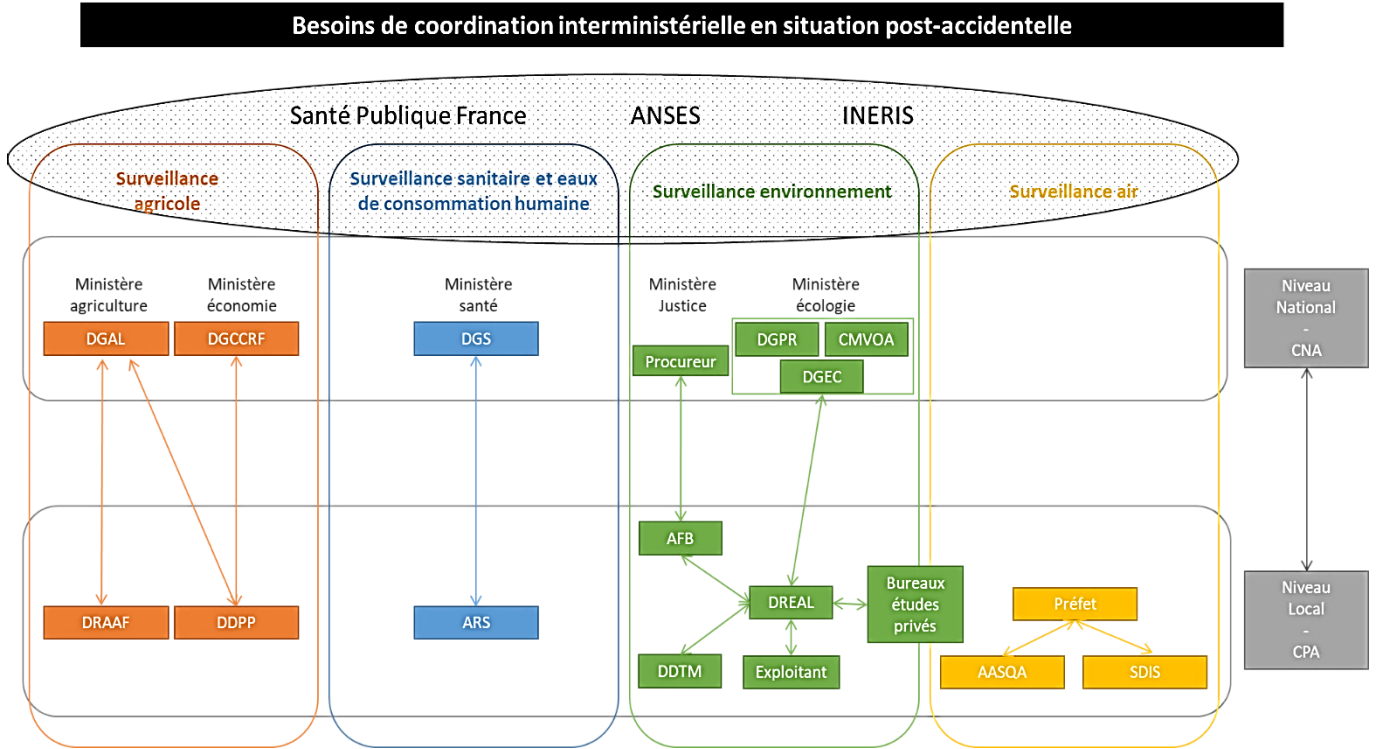 Besoins de coordination interministérielle en situation post-accidentelle
Santé Publique France
ANSES
INERIS
Surveillance
agricole
Surveillance sanitaire et eaux
de consommation humaine
Surveillance environnement
Surveillance air
Ministère
agriculture
Ministère
économie
Ministère
santé
Ministère
Justice
Ministère
écologie
DGAL
DGCCRF
DGS
Procureur
DGPR
CMVOA
DGEC
Niveau
National
-
CNA
AFB
DRAAF
DDPP
ARS
DREAL
Bureaux
études
privés
DDTM
Exploitant
Préfet
AASQA
SDIS
Niveau
Local
-
CPA